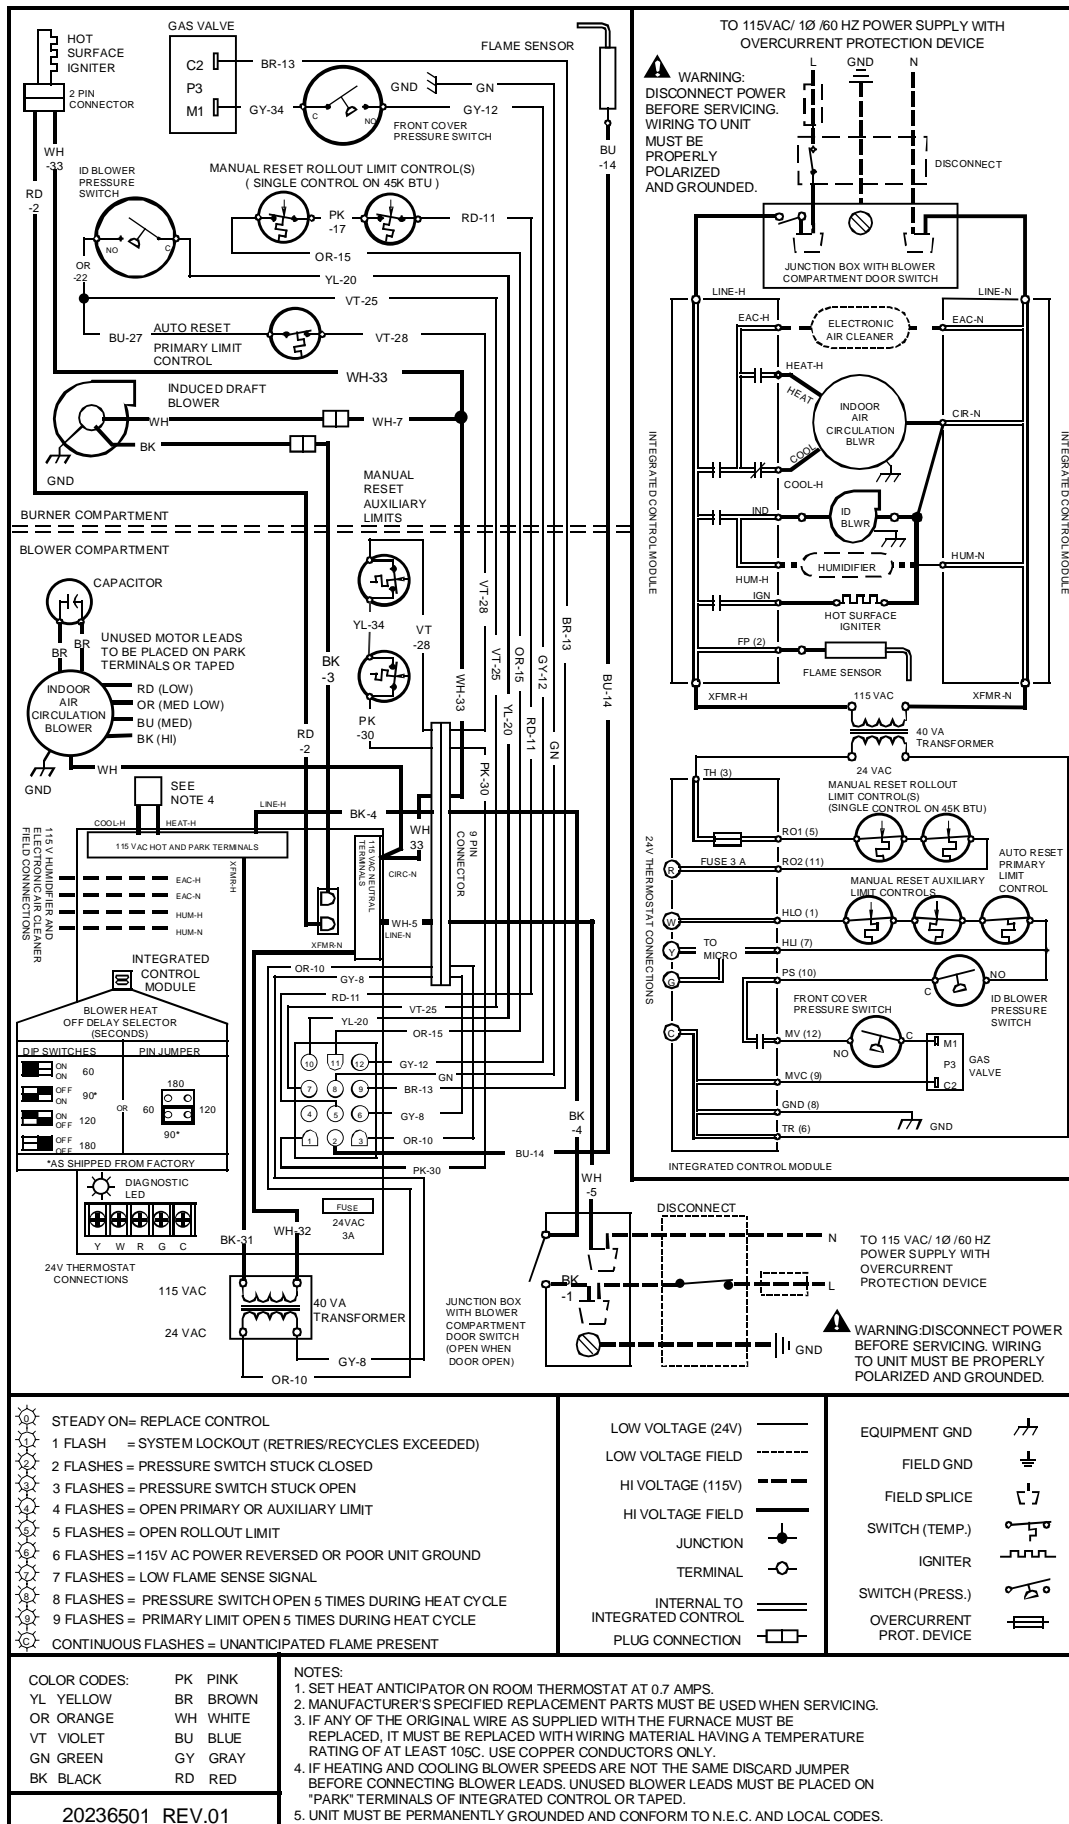 HOT
SURFACE
IGNITER
2 PIN
CONNECTOR
GAS VALVE
C2
P3
M1
BR-13
GY-34
C
NO
FRONT COVER
PRESSURE SWITCH
GND
GN
GY-12
FLAME SENSOR
BU
-14
WH
-33
RD
-2
ID BLOWER
PRESSURE
SWITCH
NO
C
OR
-22
MANUAL RESET ROLLOUT LIMIT CONTROL(S)
( SINGLE CONTROL ON 45K BTU )
PK
-17
RD-11
OR-15
YL-20
VT-25
BU-27
AUTO RESET
PRIMARY LIMIT
CONTROL
VT-28
WH-33
INDUCED DRAFT
BLOWER
WH
WH-7
BK
GND
MANUAL
RESET
AUXILIARY
LIMITS
BURNER COMPARTMENT
BLOWER COMPARTMENT
CAPACITOR
BR
BR
UNUSED MOTOR LEADS
TO BE PLACED ON PARK
TERMINALS OR TAPED
INDOOR
AIR
CIRCULATION
BLOWER
RD (LOW)
OR (MED LOW)
BU (MED)
BK (HI)
WH
GND
YL-34
VT
-28
PK
-30
BK
-3
RD
-2
WH-33
VT-28
PK-30
VT-25
YL-20
OR-15
RD-11
GY-12
GN
BR-13
BU-14
SEE
NOTE 4
COOL-H
HEAT-H
LINE-H
BK-4
115 VAC HOT AND PARK TERMINALS
XFMR-H
115 VAC NEUTRAL
TERMINALS
WH
33
CIRC-N
9 PIN
CONNECTOR
WH-5
LINE-N
XFMR-N
115 V HUMIDIFIER AND
ELECTRONIC AIR CLEANER
FIELD CONNNECTIONS
EAC-H
EAC-N
HUM-H
HUM-N
INTEGRATED
CONTROL
MODULE
BLOWER HEAT
OFF DELAY SELECTOR
(SECONDS)
DIP SWITCHES
PIN JUMPER
ON
ON
60
OFF
ON
90*
ON
OFF
120
OFF
OFF
180
OR
180
60
120
90*
*AS SHIPPED FROM FACTORY
DIAGNOSTIC
LED
Y W R G C
24V THERMOSTAT
CONNECTIONS
OR-10
GY-8
RD-11
VT-25
YL-20
OR-15
10 11 12
7 8 9
4 5 6
1 2 3
GY-12
GN
BR-13
GY-8
OR-10
BU-14
PK-30
FUSE
24VAC
3A
BK-31
WH-32
115 VAC
24 VAC
40 VA
TRANSFORMER
GY-8
OR-10
BK
-4
WH
-5
BK
-1
JUNCTION BOX
WITH BLOWER
COMPARTMENT
DOOR SWITCH
(OPEN WHEN
DOOR OPEN)
DISCONNECT
N
L
GND
TO 115 VAC/ 1Ø /60 HZ
POWER SUPPLY WITH
OVERCURRENT
PROTECTION DEVICE
WARNING:DISCONNECT POWER
BEFORE SERVICING. WIRING
TO UNIT MUST BE PROPERLY
POLARIZED AND GROUNDED.
TO 115VAC/ 1Ø /60 HZ POWER SUPPLY WITH
OVERCURRENT PROTECTION DEVICE
L GND N
WARNING:
DISCONNECT POWER
BEFORE SERVICING.
WIRING TO UNIT
MUST BE
PROPERLY
POLARIZED
AND GROUNDED.
DISCONNECT
JUNCTION BOX WITH BLOWER
COMPARTMENT DOOR SWITCH
LINE-H
LINE-N
EAC-H
ELECTRONIC
AIR CLEANER
EAC-N
HEAT-H
HEAT
INDOOR
AIR
CIRCULATION
BLWR
CIR-N
COOL
COOL-H
IND
ID
BLWR
HUMIDIFIER
HUM-N
HUM-H
IGN
HOT SURFACE
IGNITER
FP (2)
FLAME SENSOR
INTEGRATED CONTROL MODULE
INTEGRATED CONTROL MODULE
XFMR-H
115 VAC
XFMR-N
40 VA
TRANSFORMER
24 VAC
TH (3)
MANUAL RESET ROLLOUT
LIMIT CONTROL(S)
(SINGLE CONTROL ON 45K BTU)
RO1 (5)
FUSE 3 A
RO2 (11)
AUTO RESET
PRIMARY
LIMIT
CONTROL
MANUAL RESET AUXILIARY
LIMIT CONTROLS
R
W
Y
G
C
HLO (1)
TO
MICRO
HLI (7)
PS (10)
NO
C
ID BLOWER
PRESSURE
SWITCH
FRONT COVER
PRESSURE SWITCH
MV (12)
NO
C
M1
P3
C2
GAS
VALVE
MVC (9)
GND (8)
GND
TR (6)
24V THERMOSTAT CONNECTIONS
INTEGRATED CONTROL MODULE
0 STEADY ON= REPLACE CONTROL
1 1 FLASH = SYSTEM LOCKOUT (RETRIES/RECYCLES EXCEEDED)
2 2 FLASHES = PRESSURE SWITCH STUCK CLOSED
3 3 FLASHES = PRESSURE SWITCH STUCK OPEN
4 4 FLASHES = OPEN PRIMARY OR AUXILIARY LIMIT
5 5 FLASHES = OPEN ROLLOUT LIMIT
6 6 FLASHES =115V AC POWER REVERSED OR POOR UNIT GROUND
7 7 FLASHES = LOW FLAME SENSE SIGNAL
8 8 FLASHES = PRESSURE SWITCH OPEN 5 TIMES DURING HEAT CYCLE
9 9 FLASHES = PRIMARY LIMIT OPEN 5 TIMES DURING HEAT CYCLE
C CONTINUOUS FLASHES = UNANTICIPATED FLAME PRESENT
LOW VOLTAGE (24V)
LOW VOLTAGE FIELD
HI VOLTAGE (115V)
HI VOLTAGE FIELD
JUNCTION
TERMINAL
INTERNAL TO
INTEGRATED CONTROL
PLUG CONNECTION
EQUIPMENT GND
FIELD GND
FIELD SPLICE
SWITCH (TEMP.)
IGNITER
SWITCH (PRESS.)
OVERCURRENT
PROT. DEVICE
COLOR CODES:
YL YELLOW
OR ORANGE
VT VIOLET
GN GREEN
BK BLACK
PK PINK
BR BROWN
WH WHITE
BU BLUE
GY GRAY
RD RED
20236501 REV.01
NOTES:
1. SET HEAT ANTICIPATOR ON ROOM THERMOSTAT AT 0.7 AMPS.
2. MANUFACTURER'S SPECIFIED REPLACEMENT PARTS MUST BE USED WHEN SERVICING.
3. IF ANY OF THE ORIGINAL WIRE AS SUPPLIED WITH THE FURNACE MUST BE
REPLACED, IT MUST BE REPLACED WITH WIRING MATERIAL HAVING A TEMPERATURE
RATING OF AT LEAST 105C. USE COPPER CONDUCTORS ONLY.
4. IF HEATING AND COOLING BLOWER SPEEDS ARE NOT THE SAME DISCARD JUMPER
BEFORE CONNECTING BLOWER LEADS. UNUSED BLOWER LEADS MUST BE PLACED ON
"PARK" TERMINALS OF INTEGRATED CONTROL OR TAPED.
5. UNIT MUST BE PERMANENTLY GROUNDED AND CONFORM TO N.E.C. AND LOCAL CODES.